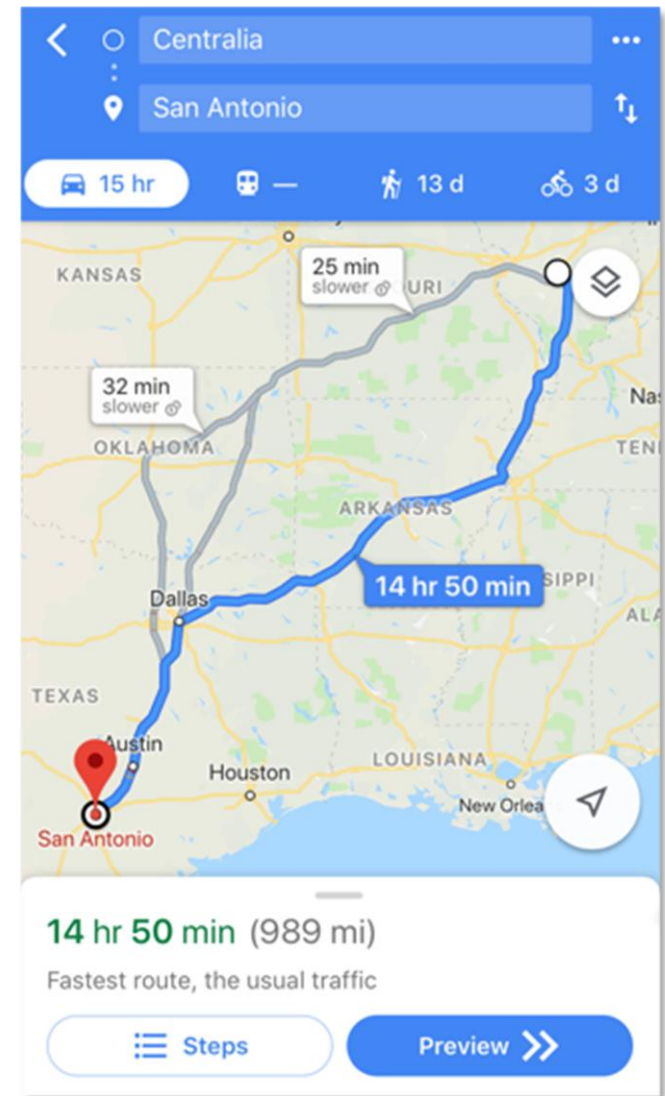 Centralia
San Antonio
15 hr
—
13 d
3 d
KANSAS
25 min
slower
URI
32 min
slower
Nas
OKLAHOMA
TENI
ARKANSAS
14 hr 50 min
SIPPI
Dallas
ALA
TEXAS
Austin
LOUISIANA
Houston
New Orlea
San Antonio
14 hr 50 min (989 mi)
Fastest route, the usual traffic
Steps
Preview